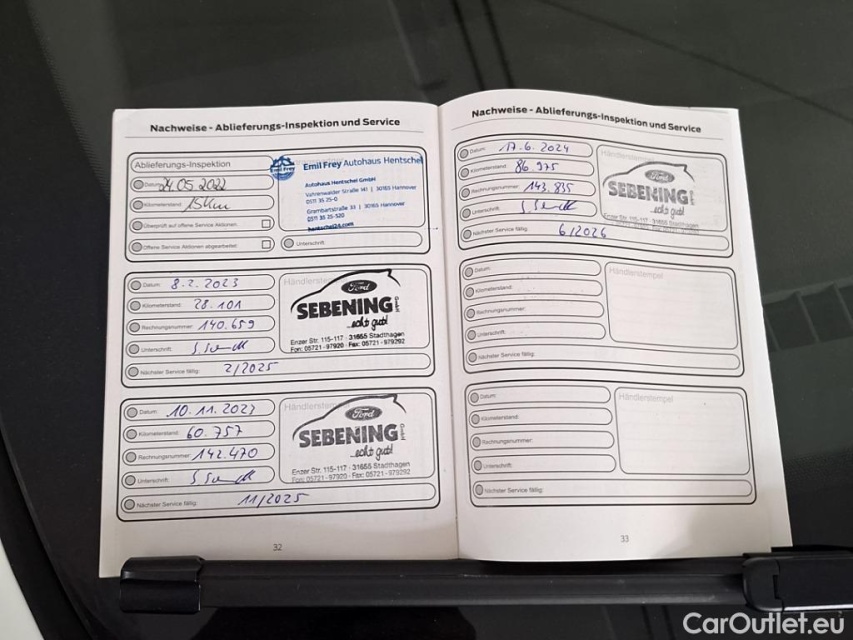 Nachweise - Ablieferungs-Inspektion und Service
Ablieferungs-Inspektion
Datum: 24.05.2022
Kilometerstand: 15km
Überprüft auf offene Service Aktionen:
Offene Service Aktionen abgearbeitet:
Emil Frey
Emil Frey Autohaus Hentschel
Autohaus Hentschel GmbH
Vahrenwalder Straße 141 | 30165 Hannover
0511 35 25-0
Grambartstraße 33 | 30165 Hannover
0511 35 25-520
hentschel24.com
Unterschrift:
Datum: 8.2.2023
Kilometerstand: 28.101
Rechnungsnummer: 140.659
Unterschrift:
Nächster Service fällig: 2/2025
Händlerstempel
Ford
SEBENING GmbH
...echt gut!
Enzer Str. 115-117 · 31655 Stadthagen
Fon: 05721-97920 · Fax: 05721-979292
Datum: 10.11.2023
Kilometerstand: 60.757
Rechnungsnummer: 142.470
Unterschrift:
Nächster Service fällig: 11/2025
Händlerstempel
Ford
SEBENING GmbH
...echt gut!
Enzer Str. 115-117 · 31655 Stadthagen
Fon: 05721-97920 · Fax: 05721-979292
32
Nachweise - Ablieferungs-Inspektion und Service
Datum: 17.6.2024
Kilometerstand: 86.975
Rechnungsnummer: 143.835
Unterschrift:
Nächster Service fällig: 6/2026
Händlerstempel
Ford
SEBENING
...echt gut!
Datum:
Kilometerstand:
Rechnungsnummer:
Unterschrift:
Nächster Service fällig:
Händlerstempel
Datum:
Kilometerstand:
Rechnungsnummer:
Unterschrift:
Nächster Service fällig:
Händlerstempel
33
CarOutlet.eu